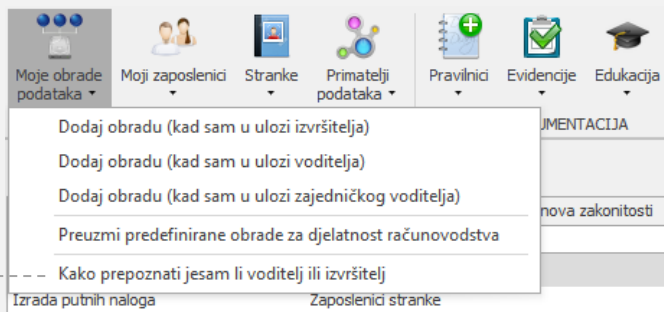 Moje obrade podataka
Moji zaposlenici
Stranke
Primatelji podataka
Pravilnici
Evidencije
Edukacija
Dodaj obradu (kad sam u ulozi izvršitelja)
Dodaj obradu (kad sam u ulozi voditelja)
Dodaj obradu (kad sam u ulozi zajedničkog voditelja)
Preuzmi predefinirane obrade za djelatnost računovodstva
Kako prepoznati jesam li voditelj ili izvršitelj
zakonitosti
Izrada putnih naloga
Zaposlenici stranke